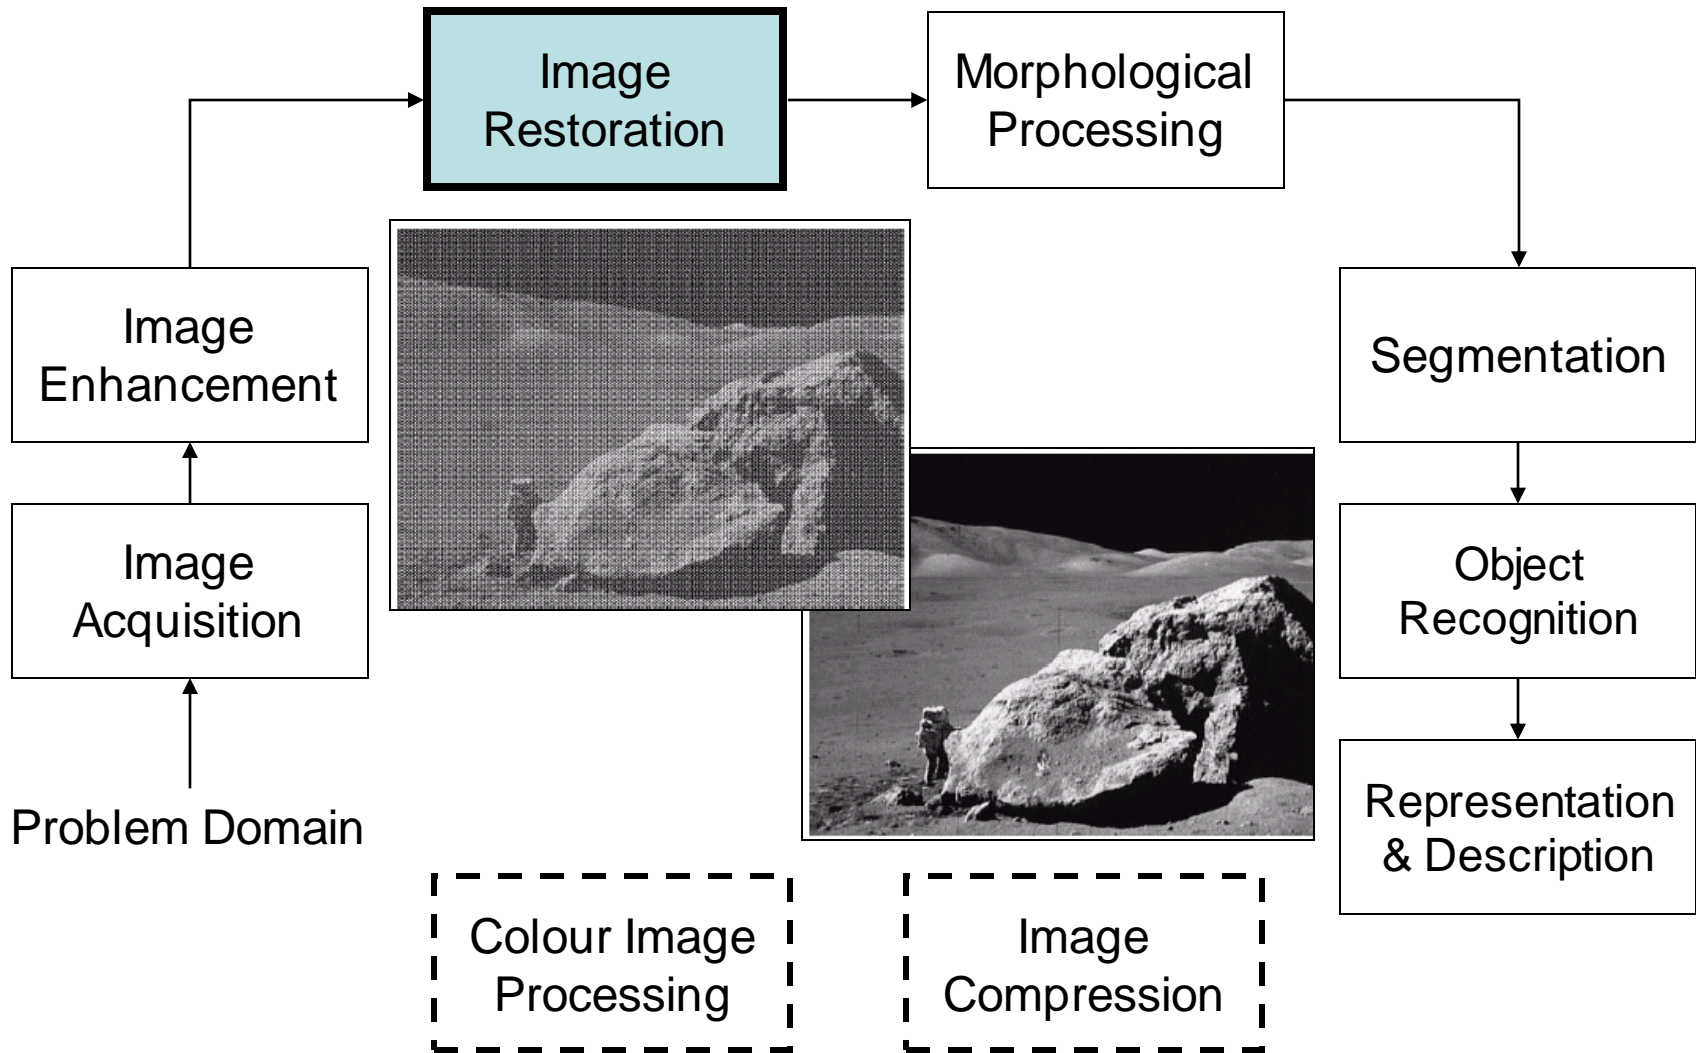 Image
Restoration
Morphological
Processing
Image
Enhancement
Segmentation
Image
Acquisition
Object
Recognition
Problem Domain
Representation
& Description
Colour Image
Processing
Image
Compression